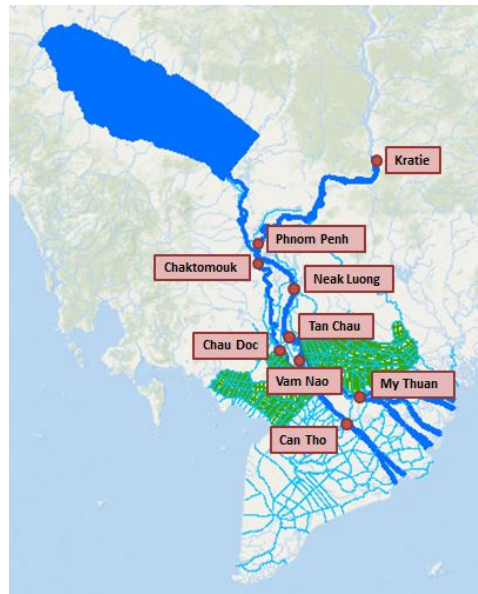 Kratie
Phnom Penh
Chaktomouk
Neak Luong
Tan Chau
Chau Doc
Vam Nao
My Thuan
Can Tho